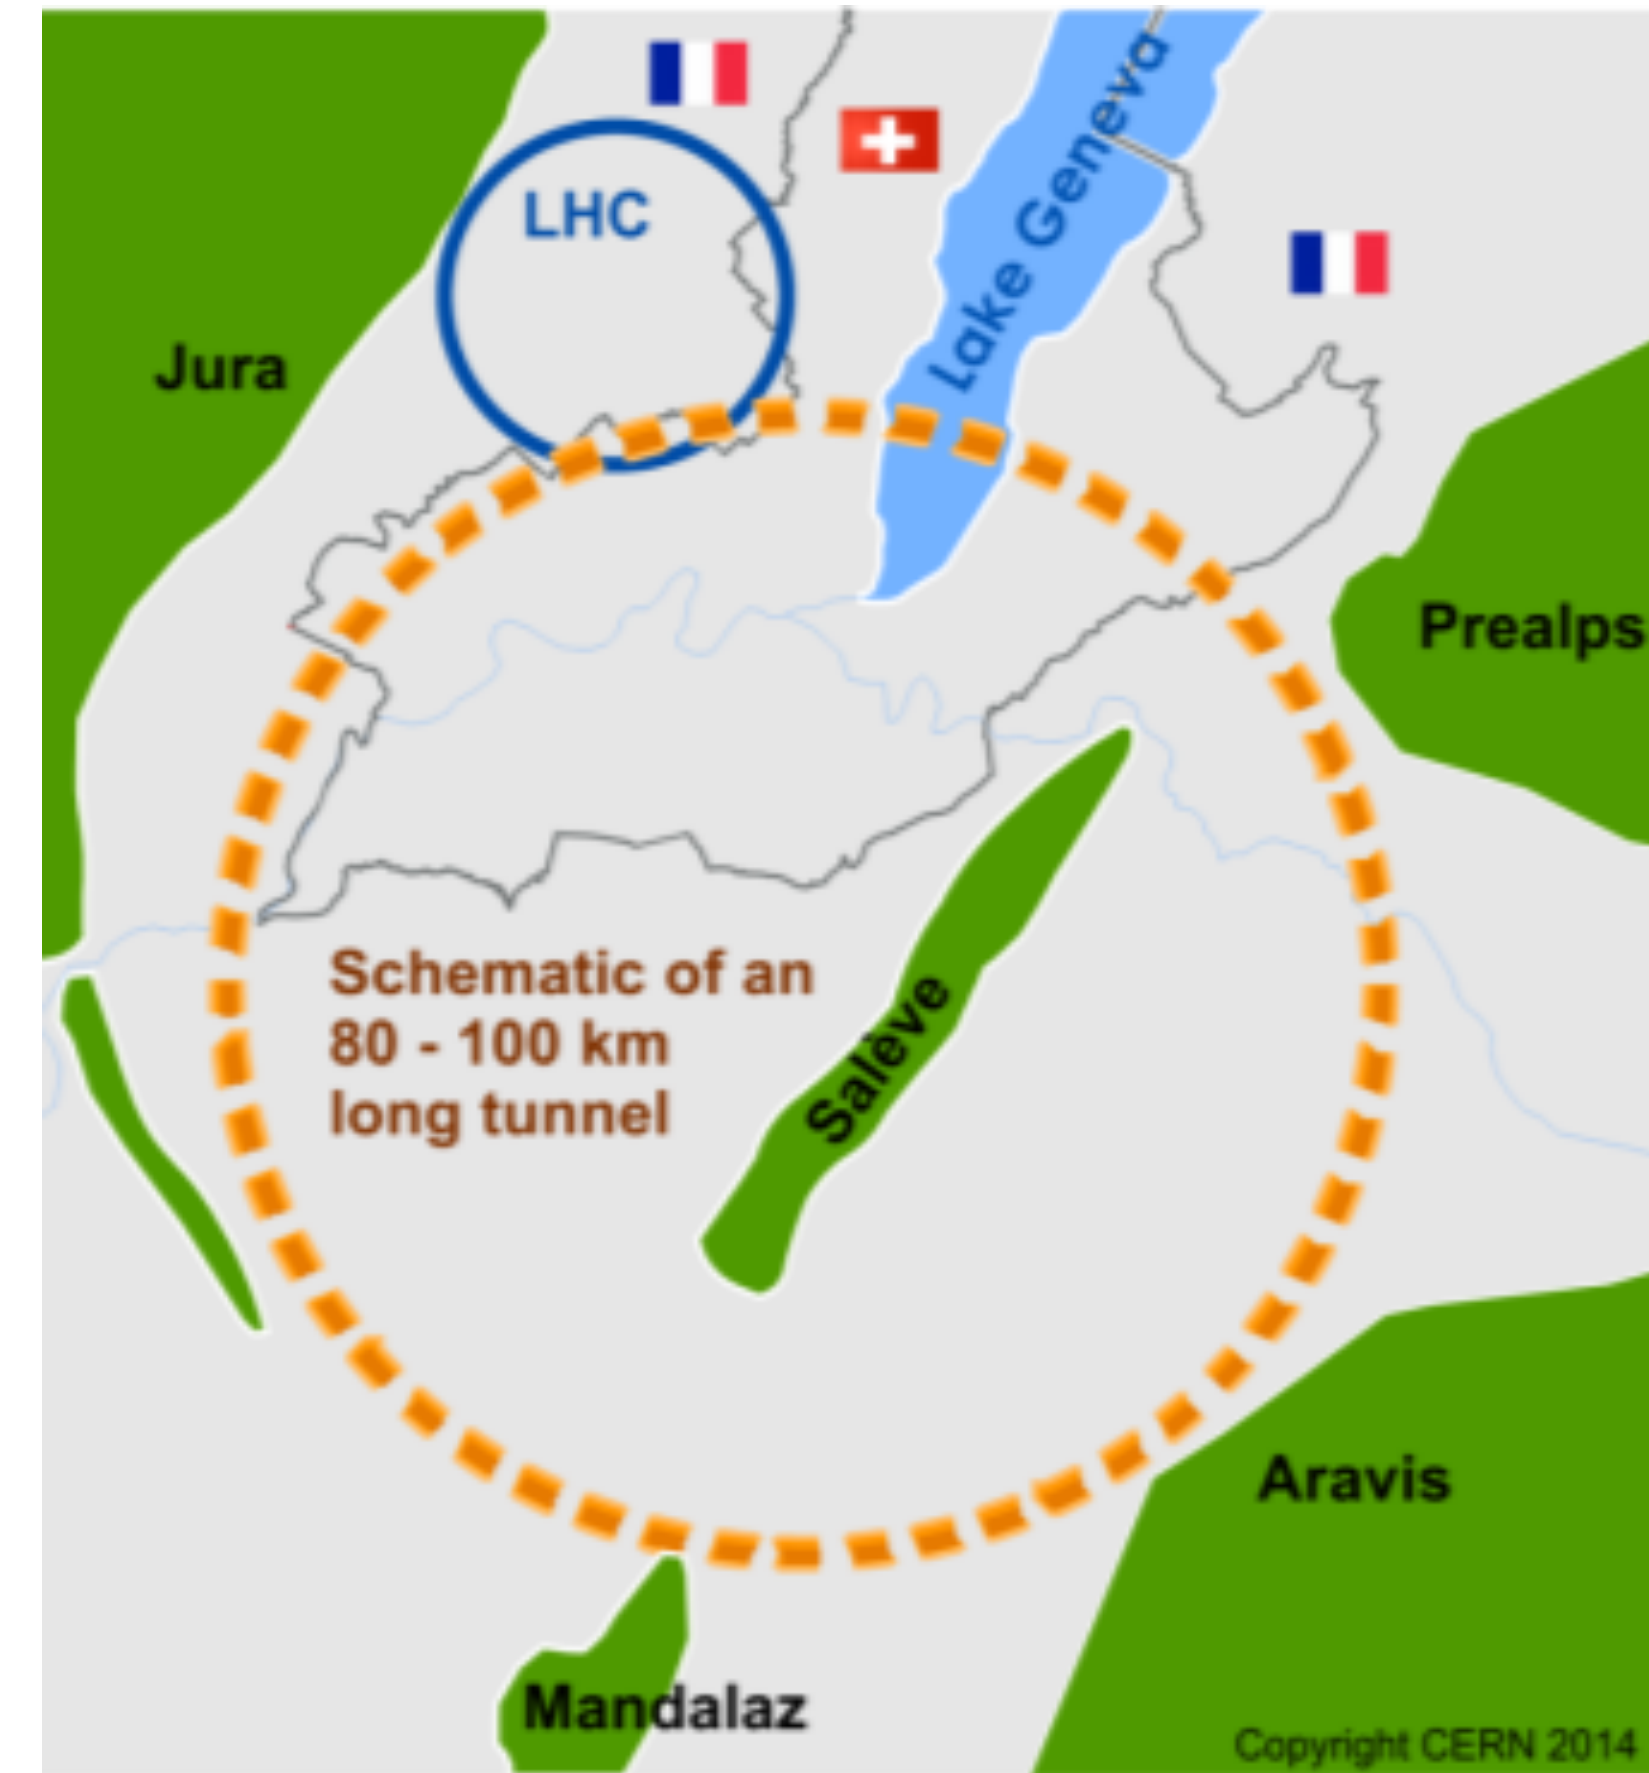 LHC
Lake Geneva
Jura
Prealps
Schematic of an
80 - 100 km
long tunnel
Salève
Aravis
Mandalaz
Copyright CERN 2014